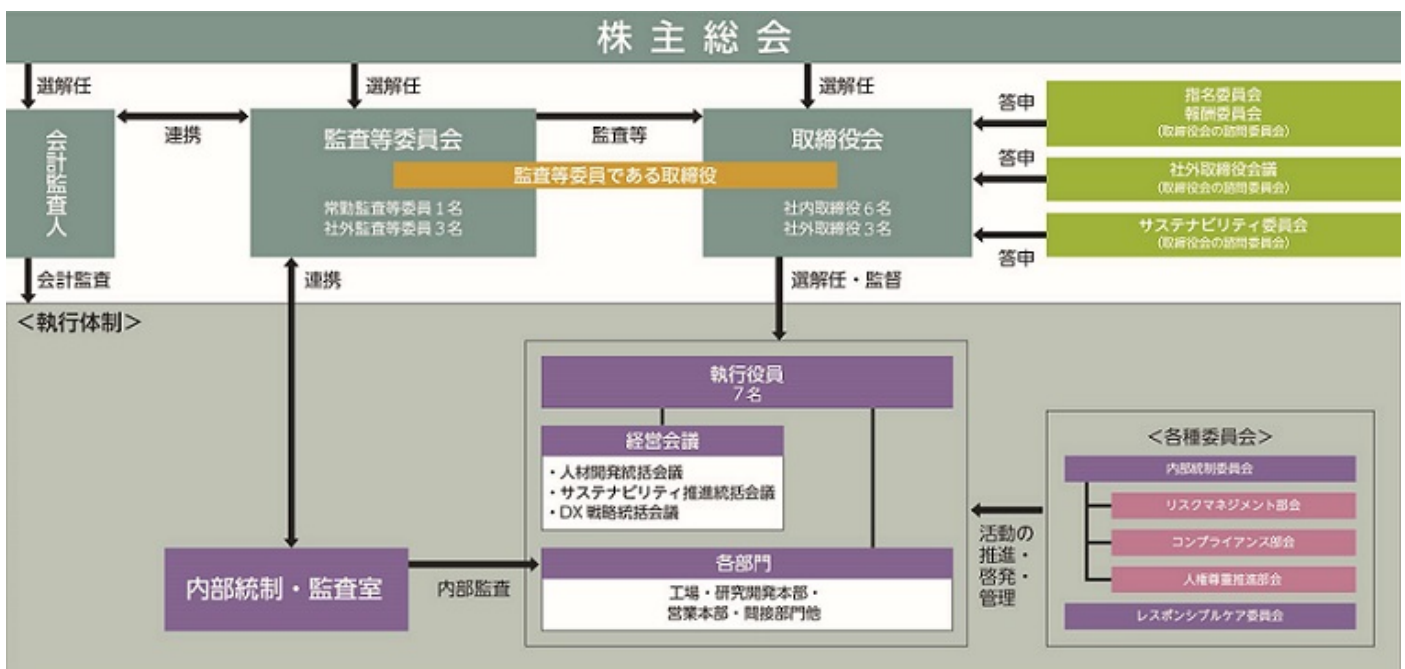 株主総会
選解任
選解任
選解任
会計監査人
連携
監査等委員会
監査等
取締役会
監査等委員である取締役
常勤監査等委員1名
社外監査等委員3名
社内取締役6名
社外取締役3名
答申
指名委員会
報酬委員会
(取締役会の諮問委員会)
答申
社外取締役会議
(取締役会の諮問委員会)
サステナビリティ委員会
(取締役会の諮問委員会)
答申
会計監査
連携
選解任・監督
<執行体制>
執行役員
7名
経営会議
・人材開発統括会議
・サステナビリティ推進統括会議
・DX戦略統括会議
内部統制・監査室
内部監査
各部門
工場・研究開発本部・
営業本部・間接部門他
活動の
推進・
啓発・
管理
<各種委員会>
内部統制委員会
リスクマネジメント部会
コンプライアンス部会
人権尊重推進部会
レスポンシブルケア委員会